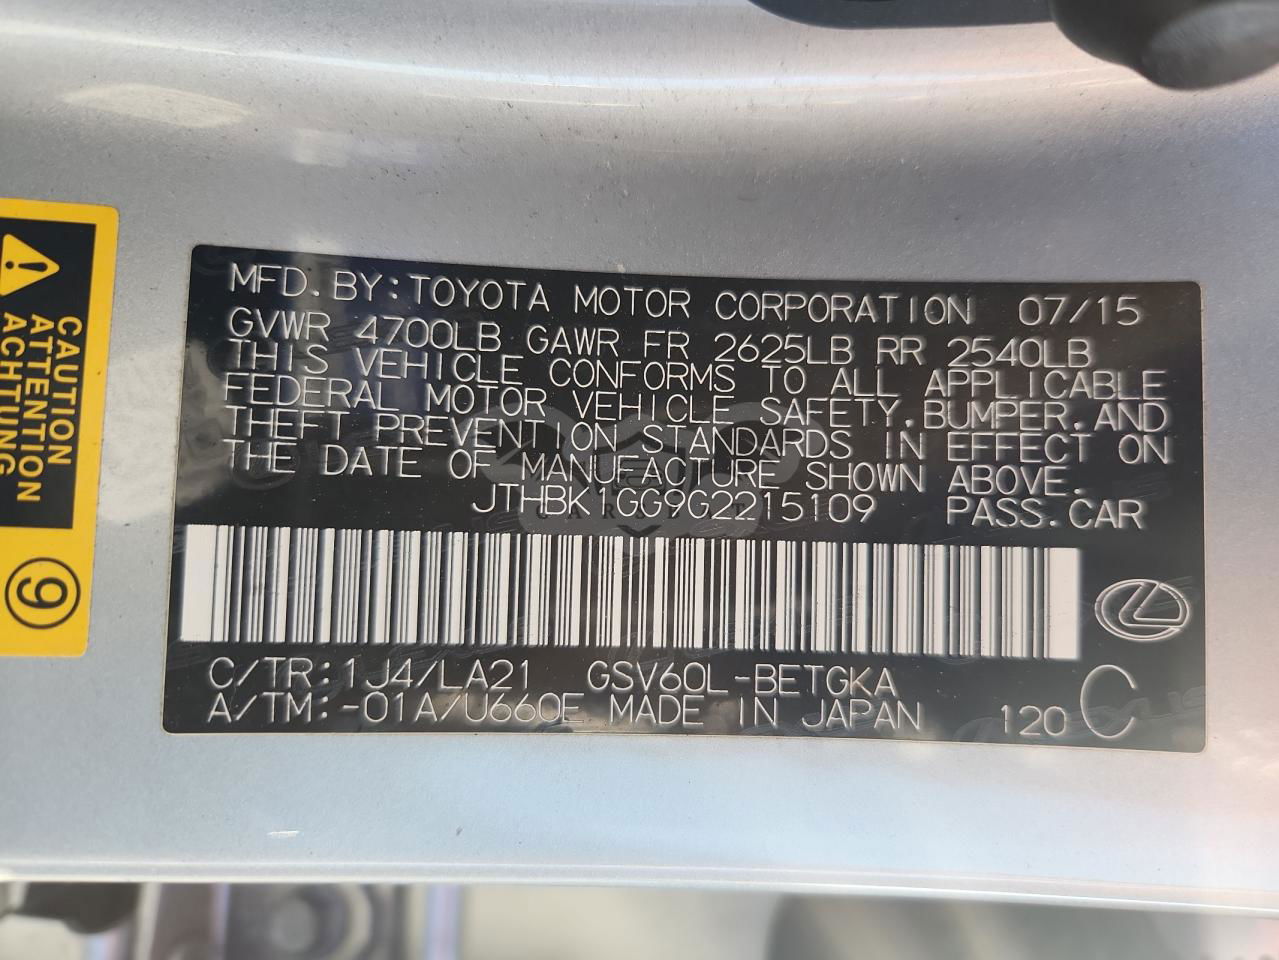 MFD. BY: TOYOTA MOTOR CORPORATION 07/15
GVWR 4700LB GAWR FR 2625LB RR 2540LB
THIS VEHICLE CONFORMS TO ALL APPLICABLE
FEDERAL MOTOR VEHICLE SAFETY, BUMPER, AND
THEFT PREVENTION STANDARDS IN EFFECT ON
THE DATE OF MANUFACTURE SHOWN ABOVE.
JTHBK1GG9G2215109 PASS. CAR
C/TR: 1J4/LA21 GSV60L-BETGKA
A/TM: -01A/U660E MADE IN JAPAN 120 C
CAUTION
ATTENTION
ACHTUNG
9